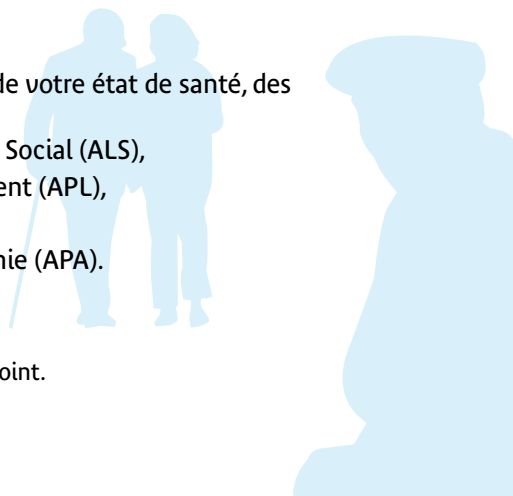 de votre état de santé, des
Social (ALS),
ent (APL),
nie (APA).
oint.